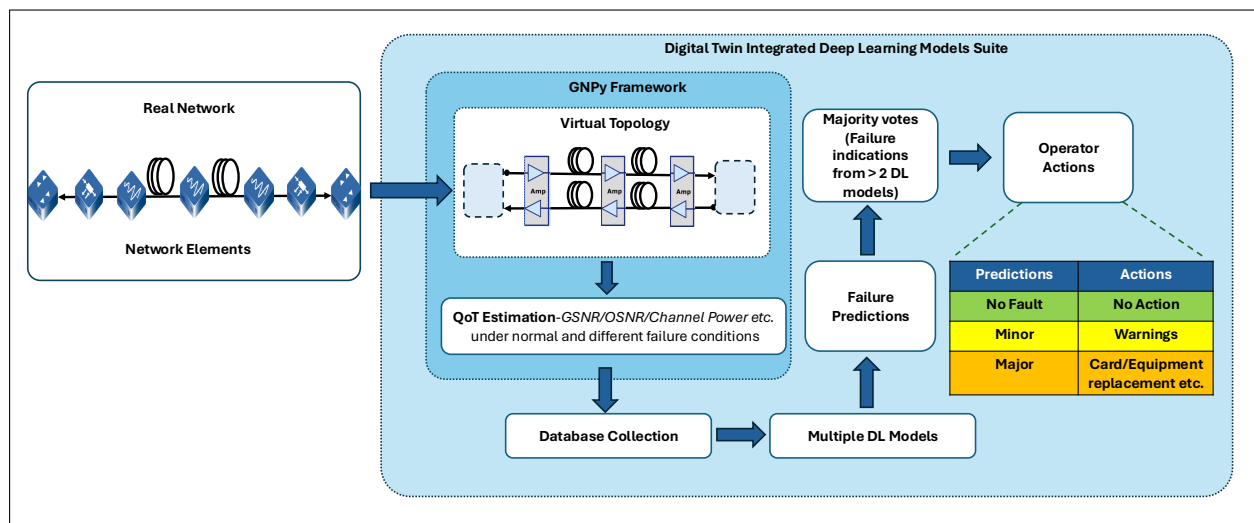 Digital Twin Integrated Deep Learning Models Suite
Real Network
Network Elements
GNPy Framework
Virtual Topology
Amp
Amp
Amp
QoT Estimation-GSNR/OSNR/Channel Power etc.
under normal and different failure conditions
Database Collection
Multiple DL Models
Failure
Predictions
Majority votes
(Failure
indications
from > 2 DL
models)
Operator
Actions
Predictions Actions
No Fault No Action
Minor Warnings
Major Card/Equipment
replacement etc.